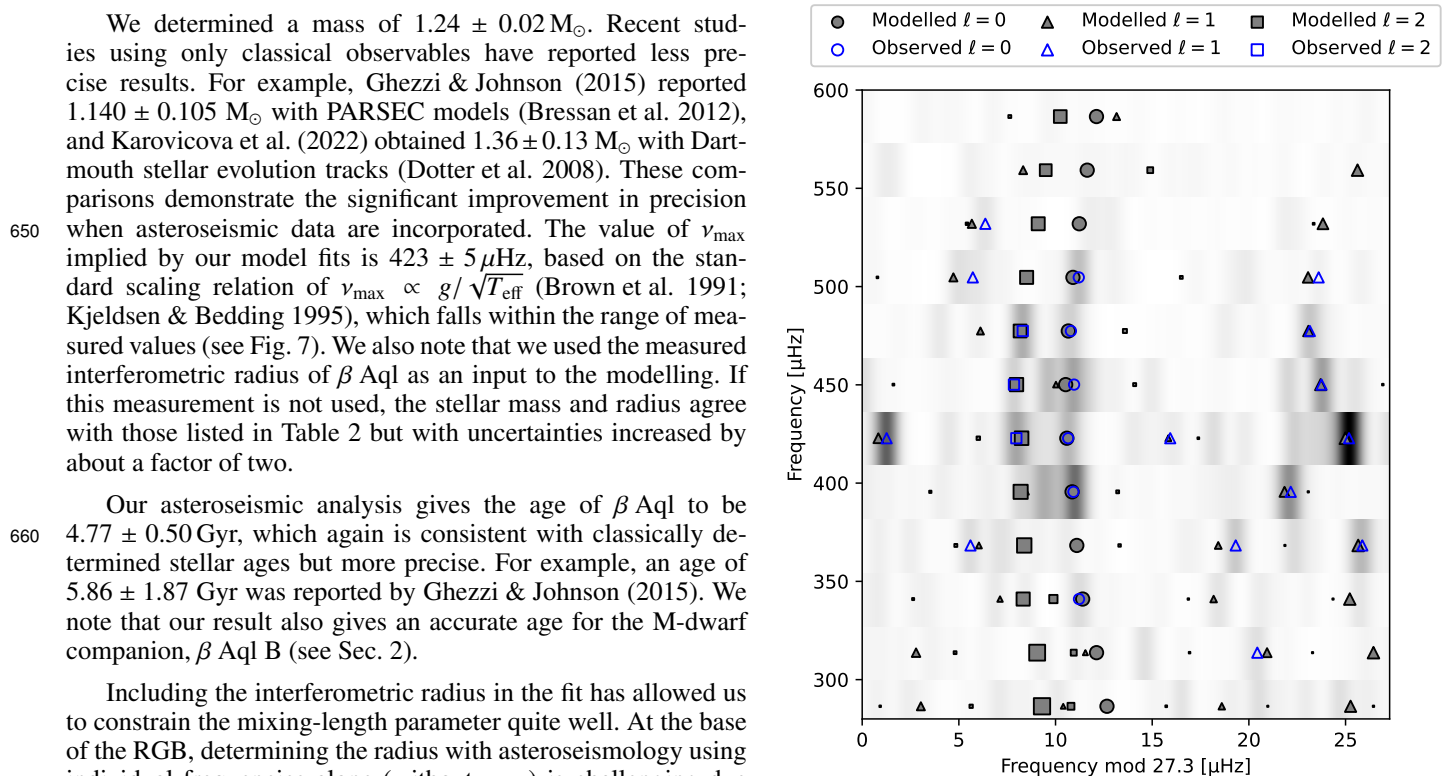 We determined a mass of 1.24 ± 0.02 M⊙. Recent stud-
ies using only classical observables have reported less pre-
cise results. For example, Ghezzi & Johnson (2015) reported
1.140 ± 0.105 M⊙ with PARSEC models (Bressan et al. 2012),
and Karovicova et al. (2022) obtained 1.36 ± 0.13 M⊙ with Dart-
mouth stellar evolution tracks (Dotter et al. 2008). These com-
parisons demonstrate the significant improvement in precision
650 when asteroseismic data are incorporated. The value of νmax
implied by our model fits is 423 ± 5 μHz, based on the stan-
dard scaling relation of νmax ∝ g/√Teff (Brown et al. 1991;
Kjeldsen & Bedding 1995), which falls within the range of mea-
sured values (see Fig. 7). We also note that we used the measured
interferometric radius of β Aql as an input to the modelling. If
this measurement is not used, the stellar mass and radius agree
with those listed in Table 2 but with uncertainties increased by
about a factor of two.
Our asteroseismic analysis gives the age of β Aql to be
660 4.77 ± 0.50 Gyr, which again is consistent with classically de-
termined stellar ages but more precise. For example, an age of
5.86 ± 1.87 Gyr was reported by Ghezzi & Johnson (2015). We
note that our result also gives an accurate age for the M-dwarf
companion, β Aql B (see Sec. 2).
Including the interferometric radius in the fit has allowed us
to constrain the mixing-length parameter quite well. At the base
of the RGB, determining the radius with asteroseismology using
Modelled ℓ = 0 Modelled ℓ = 1 Modelled ℓ = 2
Observed ℓ = 0 Observed ℓ = 1 Observed ℓ = 2
600
550
500
450
400
350
300
Frequency [μHz]
0 5 10 15 20 25
Frequency mod 27.3 [μHz]